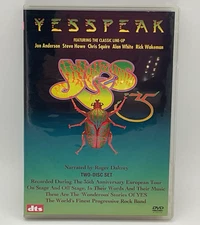 YESSPEAK
FEATURING THE CLASSIC LINE-UP
Jon Anderson Steve Howe Chris Squire Alan White Rick Wakeman
YES
35
Narrated by Roger Daltrey
TWO-DISC SET
Recorded During The 35th Anniversary European Tour
On Stage And Off Stage, In Their Words And Their Music
These Are The Wonderous Stories Of YES
The World's Finest Progressive Rock Band
dts
DVD